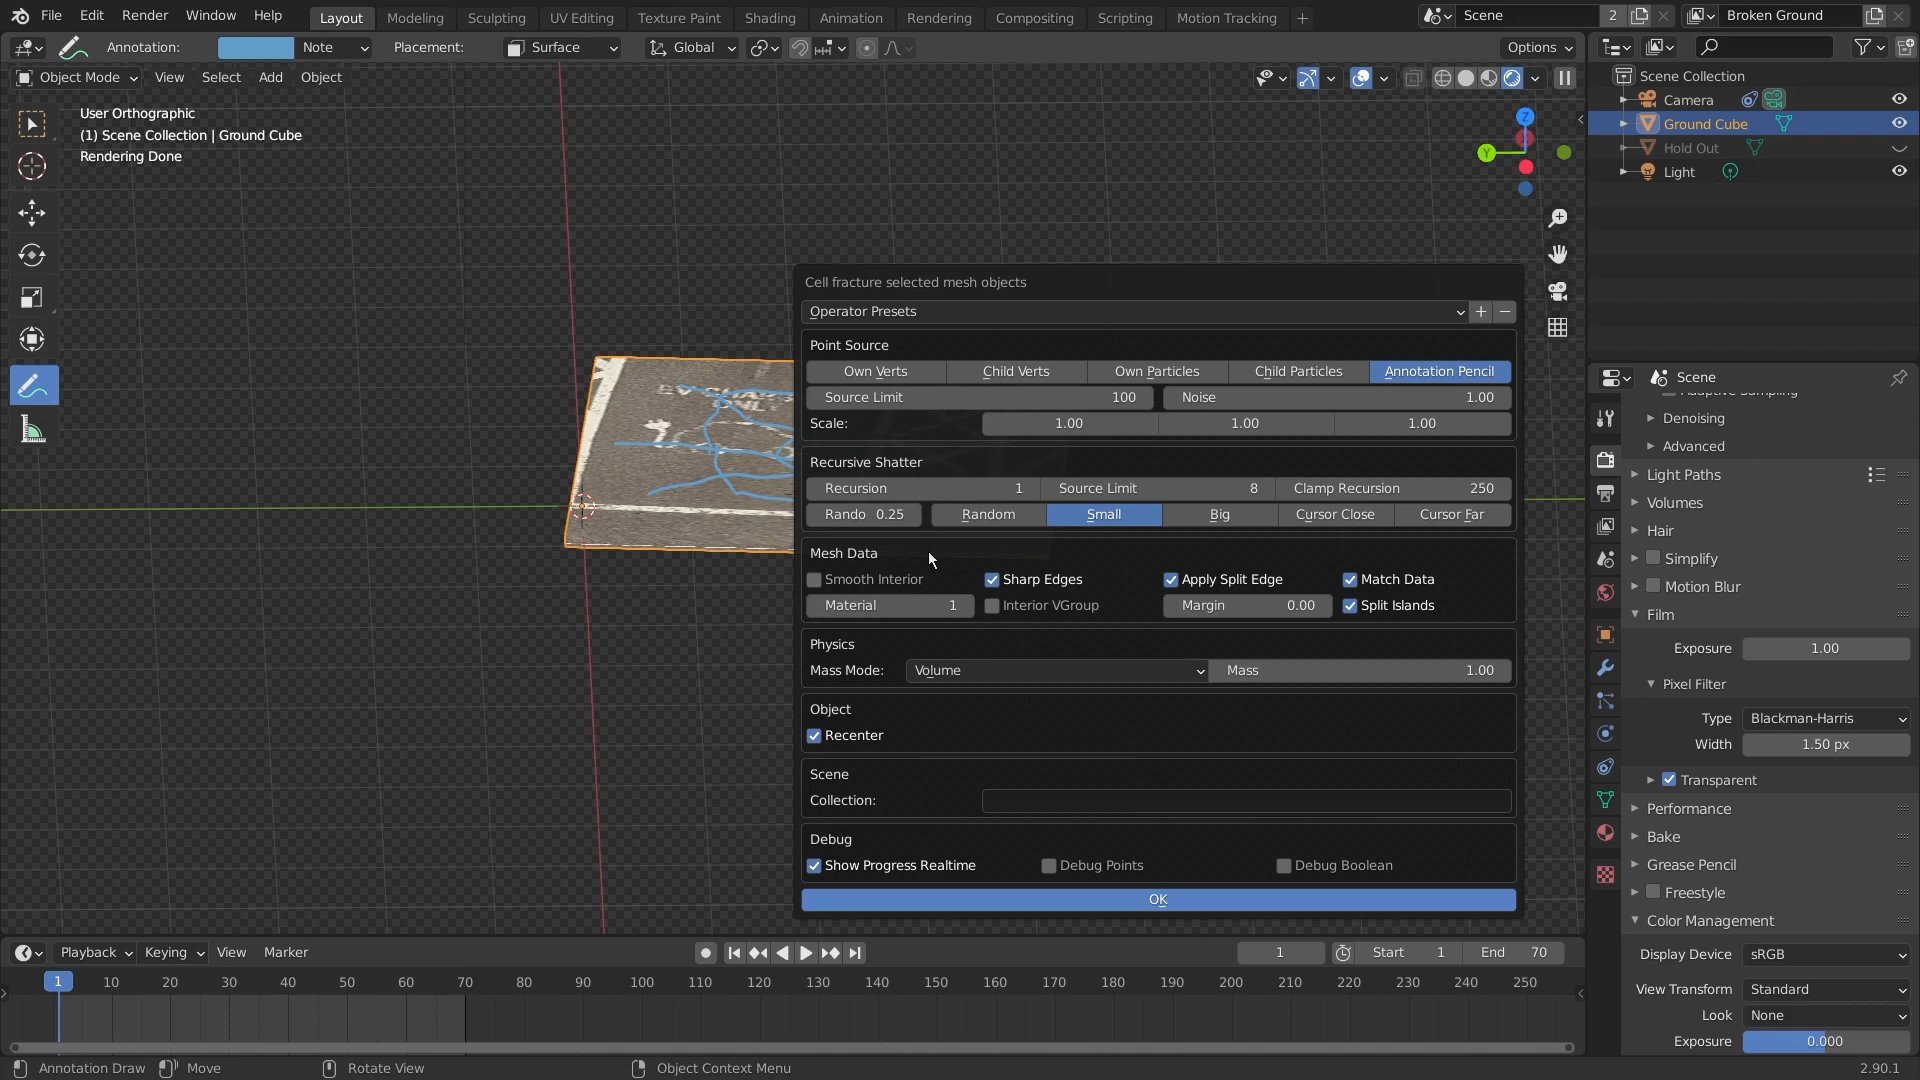 File Edit Render Window Help Layout Modeling Sculpting UV Editing Texture Paint Shading Animation Rendering Compositing Scripting Motion Tracking + Scene 2 Broken Ground
Annotation: Note Placement: Surface Global Options
Object Mode View Select Add Object
User Orthographic
(1) Scene Collection | Ground Cube
Rendering Done
Z
Y
Scene Collection
Camera
Ground Cube
Hold Out
Light
ONLY
Cell fracture selected mesh objects
Operator Presets
Point Source
Own Verts Child Verts Own Particles Child Particles Annotation Pencil
Source Limit 100 Noise 1.00
Scale: 1.00 1.00 1.00
Recursive Shatter
Recursion 1 Source Limit 8 Clamp Recursion 250
Rando 0.25 Random Small Big Cursor Close Cursor Far
Mesh Data
Smooth Interior Sharp Edges Apply Split Edge Match Data
Material 1 Interior VGroup Margin 0.00 Split Islands
Physics
Mass Mode: Volume Mass 1.00
Object
Recenter
Scene
Collection:
Debug
Show Progress Realtime Debug Points Debug Boolean
OK
Scene
Adaptive Sampling
Denoising
Advanced
Light Paths
Volumes
Hair
Simplify
Motion Blur
Film
Exposure 1.00
Pixel Filter
Type Blackman-Harris
Width 1.50 px
Transparent
Performance
Bake
Grease Pencil
Freestyle
Color Management
Display Device sRGB
View Transform Standard
Look None
Exposure 0.000
Playback Keying View Marker 1 Start 1 End 70
1 10 20 30 40 50 60 70 80 90 100 110 120 130 140 150 160 170 180 190 200 210 220 230 240 250
Annotation Draw Move Rotate View Object Context Menu 2.90.1